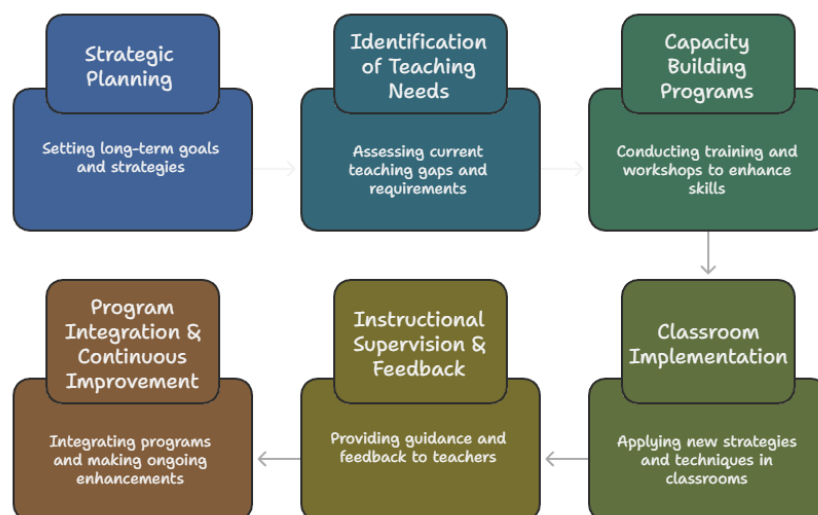 Strategic
Planning
Setting long-term goals
and strategies
Identification
of Teaching
Needs
Assessing current
teaching gaps and
requirements
Capacity
Building
Programs
Conducting training and
workshops to enhance
skills
Classroom
Implementation
Applying new strategies
and techniques in
classrooms
Instructional
Supervision &
Feedback
Providing guidance and
feedback to teachers
Program
Integration &
Continuous
Improvement
Integrating programs
and making ongoing
enhancements